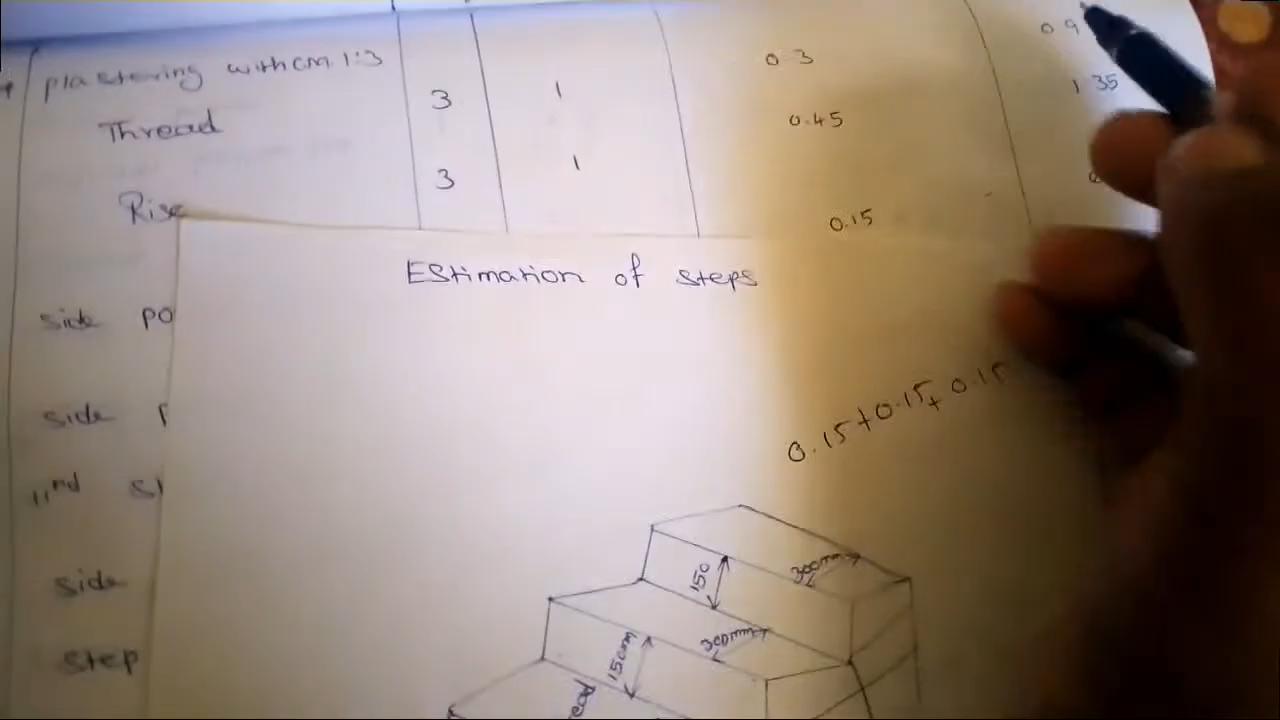 plastering with cm 1:3 0.3 0.9
Thread 3 1 0.45 1.35
Rise 3 1 0.15
Estimation of steps
side
side
0.15+0.15+0.15
IInd
side
step
150 300mm
15cm 300mm